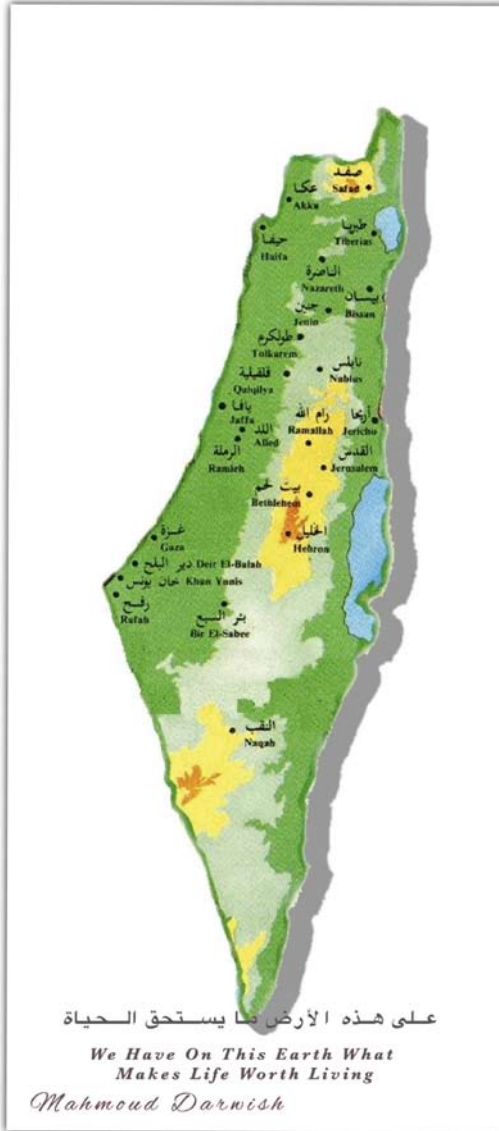 صفد
Safad
عكا
Akka
طبريا
Tiberias
حيفا
Haifa
الناصرة
Nazareth
بيسان
Bisaan
جنين
Jenin
طولكرم
Tolkarem
نابلس
Nablus
قلقيلية
Qalqilya
يافا
Jaffa
رام الله
Ramallah
أريحا
Jericho
اللد
Alled
الرملة
Ramleh
القدس
Jerusalem
بيت لحم
Bethlehem
الخليل
Hebron
غزة
Gaza
دير البلح Deir El-Balah
خان يونس Khan Ynnis
رفح
Rafah
بئر السبع
Bir El-Sabee
النقب
Naqab
على هذه الأرض ما يستحق الحياة
We Have On This Earth What
Makes Life Worth Living
Mahmoud Darwish